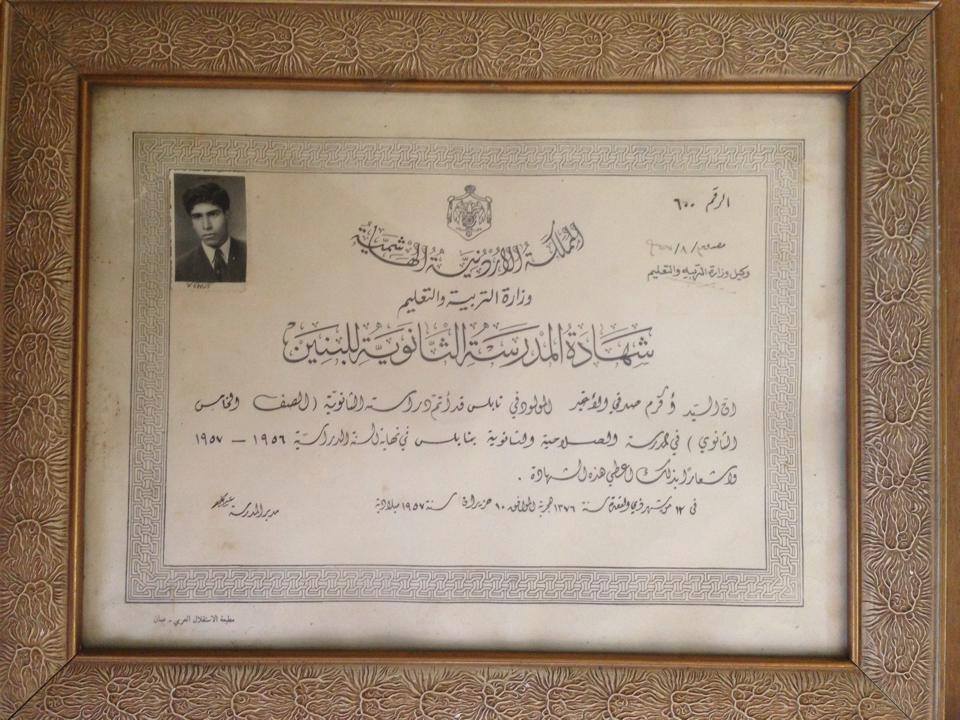 الرقم ٦٠٠
وكيل وزارة التربية والتعليم
المملكة الأردنية الهاشمية
وزارة التربية والتعليم
شهادة المدرسة الثانوية للبنين
ان السيد أكرم صدقي الأغبر المولود في نابلس قد أتم دراسته الثانوية (الصف الخامس
الثانوي) في المدرسة الصلاحية الثانوية بنابلس في نهاية السنة الدراسية ١٩٥٦ – ١٩٥٧
واشعارًا بذلك اعطي هذه الشهادة.
في ١٢ من شهر ذي القعدة سنة ١٣٧٦ هجرية الموافق ١٠ حزيران سنة ١٩٥٧ ميلادية
مدير المدرسة
مطبعة الاستقلال العربي - عمان